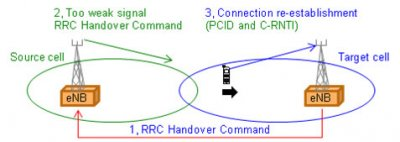 2, Too weak signal
RRC Handover Command
3, Connection re-establishment
(PCID and C-RNTI)
Source cell
Target cell
eNB
eNB
1, RRC Handover Command